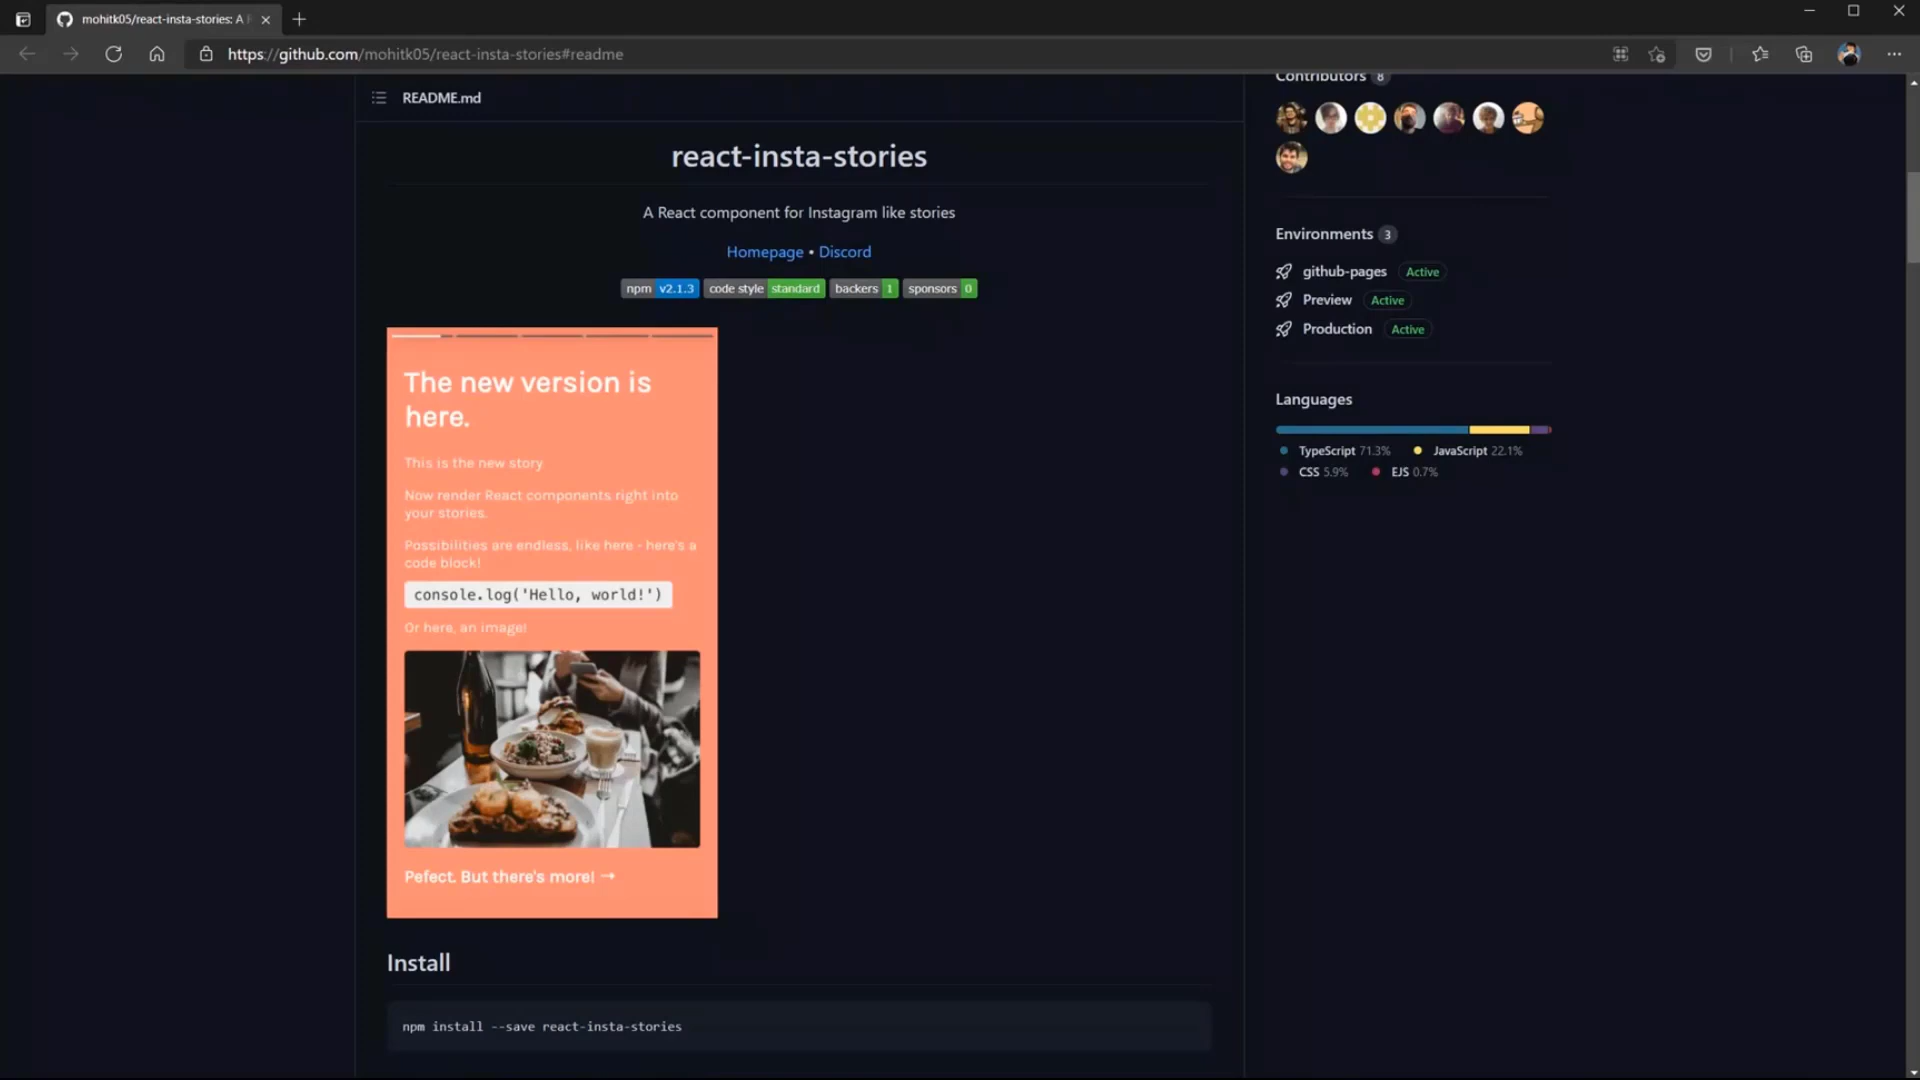 mohitk05/react-insta-stories: A
https://github.com/mohitk05/react-insta-stories#readme
README.md
react-insta-stories
A React component for Instagram like stories
Homepage • Discord
npm v2.1.3 code style standard backers 1 sponsors 0
The new version is
here.
This is the new story
Now render React components right into
your stories.
Possibilities are endless, like here - here's a
code block!
console.log('Hello, world!')
Or here, an image!
Pefect. But there's more! →
Install
npm install --save react-insta-stories
Contributors 8
Environments 3
github-pages Active
Preview Active
Production Active
Languages
TypeScript 71.3% JavaScript 22.1%
CSS 5.9% EJS 0.7%